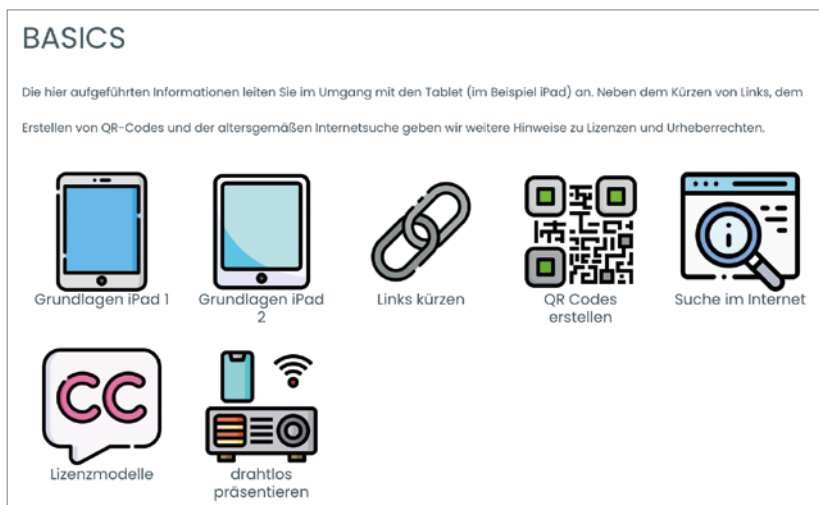 BASICS
Die hier aufgeführten Informationen leiten Sie im Umgang mit den Tablet (im Beispiel iPad) an. Neben dem Kürzen von Links, dem
Erstellen von QR-Codes und der altersgemäßen Internetsuche geben wir weitere Hinweise zu Lizenzen und Urheberrechten.
Grundlagen iPad 1
Grundlagen iPad
2
Links kürzen
QR Codes
erstellen
i
Suche im Internet
CC
Lizenzmodelle
drahtlos
präsentieren